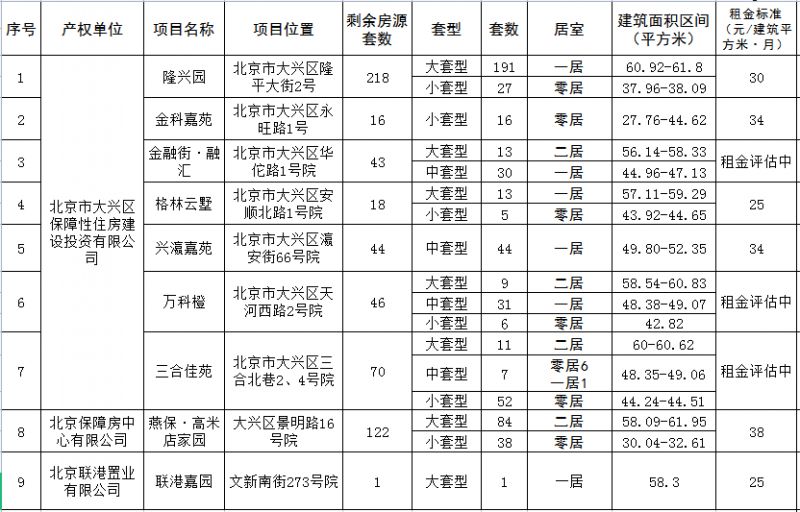 序号 产权单位 项目名称 项目位置 剩余房源套数 套型 套数 居室 建筑面积区间（平方米） 租金标准（元/建筑平方米·月）
1 北京市大兴区保障性住房建设投资有限公司 隆兴园 北京市大兴区隆平大街2号 218 大套型 191 一居 60.92-61.8 30
小套型 27 零居 37.96-38.09
2 金科嘉苑 北京市大兴区永旺路1号 16 小套型 16 零居 27.76-44.62 34
3 金融街·融汇 北京市大兴区华佗路1号院 43 大套型 13 二居 56.14-58.33 租金评估中
中套型 30 一居 44.96-47.13
4 格林云墅 北京市大兴区安顺北路1号院 18 大套型 13 一居 57.11-59.29 25
小套型 5 零居 43.92-44.65
5 兴瀛嘉苑 北京市大兴区瀛安街66号院 44 中套型 44 一居 49.80-52.35 34
6 万科橙 北京市大兴区天河西路2号院 46 大套型 9 二居 58.54-60.83 租金评估中
中套型 31 一居 48.38-49.07
小套型 6 零居 42.82
7 三合佳苑 北京市大兴区三合北巷2、4号院 70 大套型 11 二居 60-60.62 租金评估中
中套型 7 零居6 一居1 48.35-49.06
小套型 52 零居 44.24-44.51
8 北京保障房中心有限公司 燕保·高米店家园 大兴区景明路16号院 122 大套型 84 二居 58.09-61.95 38
小套型 38 零居 30.04-32.61
9 北京联港置业有限公司 联港嘉园 文新南街273号院 1 大套型 1 一居 58.3 25